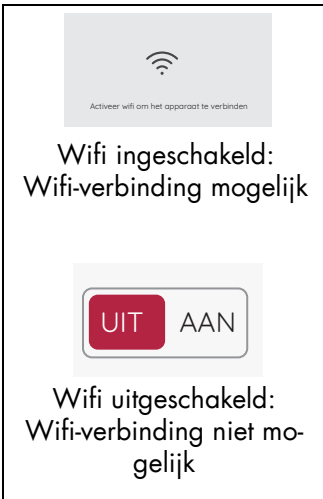 Activeer wifi om het apparaat te verbinden
Wifi ingeschakeld:
Wifi-verbinding mogelijk
UIT AAN
Wifi uitgeschakeld:
Wifi-verbinding niet mo-
gelijk